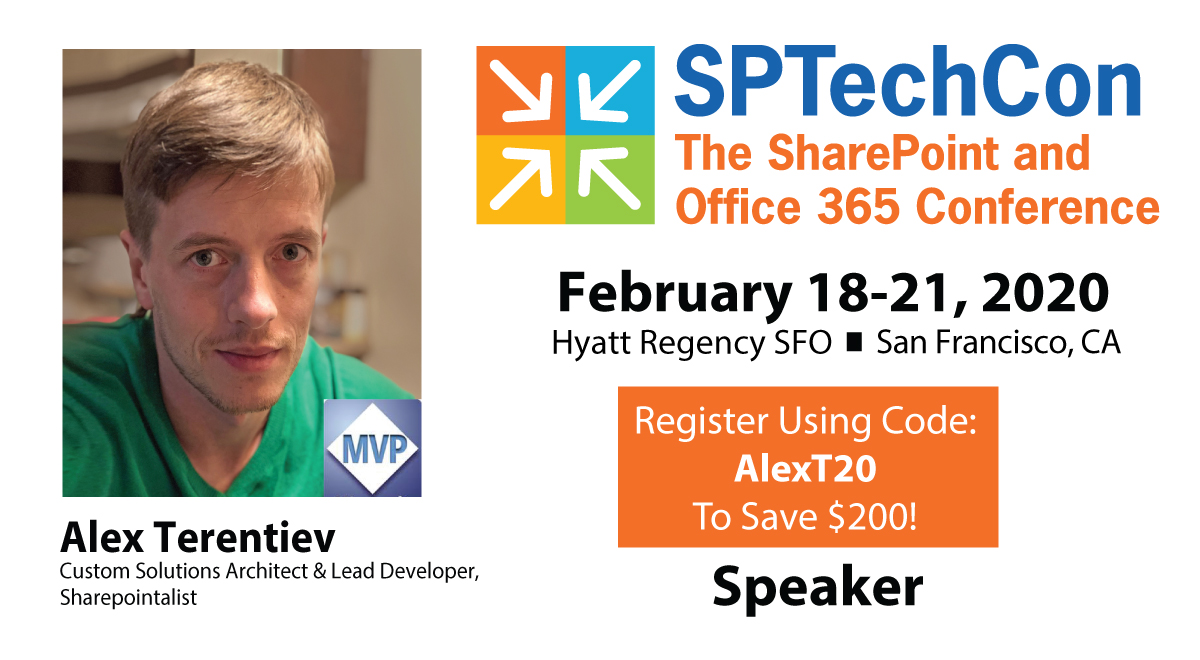 MVP
Alex Terentiev
Custom Solutions Architect & Lead Developer,
Sharepointalist
SPTechCon
The SharePoint and
Office 365 Conference
February 18-21, 2020
Hyatt Regency SFO ■ San Francisco, CA
Register Using Code:
AlexT20
To Save $200!
Speaker